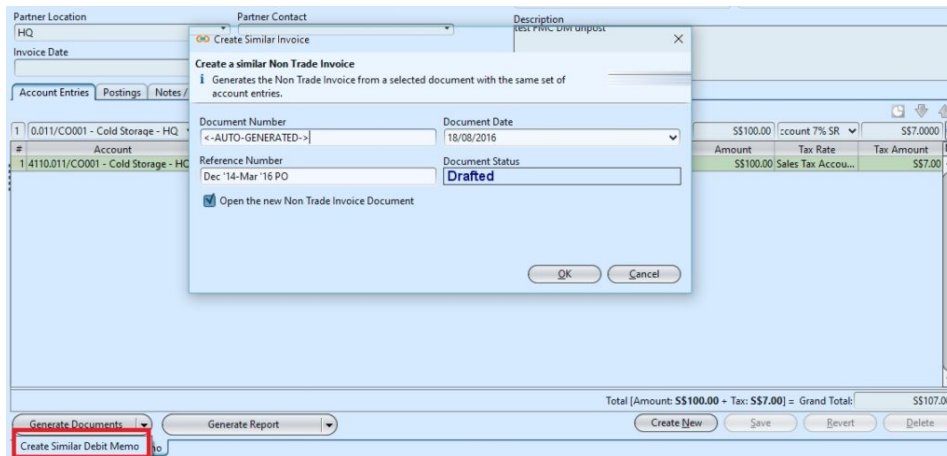 Partner Location
Partner Contact
Description
HQ
test PMC DM unpost
Invoice Date
Create Similar Invoice
Create a similar Non Trade Invoice
Generates the Non Trade Invoice from a selected document with the same set of
account entries.
Document Number
Document Date
<-AUTO-GENERATED->
18/08/2016
Reference Number
Document Status
Dec '14-Mar '16 PO
Drafted
Open the new Non Trade Invoice Document
OK
Cancel
Account Entries
Postings
Notes /
1 0.011/CO001 - Cold Storage - HQ
S$100.00 :count 7% SR S$7.0000
# Account Amount Tax Rate Tax Amount
1 4110.011/CO001 - Cold Storage - HQ S$100.00 Sales Tax Accou... S$7.00
Total [Amount: S$100.00 + Tax: S$7.00] = Grand Total: S$107.0
Generate Documents
Generate Report
Create New
Save
Revert
Delete
Create Similar Debit Memo